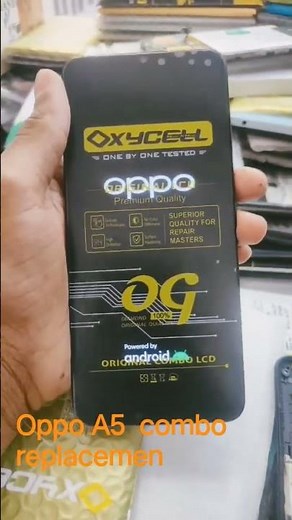 OXYCELL
ONE BY ONE TESTED
oppo
Premium Quality
SUPERIOR
QUALITY FOR
REPAIR
MASTERS
OG
100%
Powered by
android
ORIGINAL COMBO LCD
Oppo A5 combo
replacemen